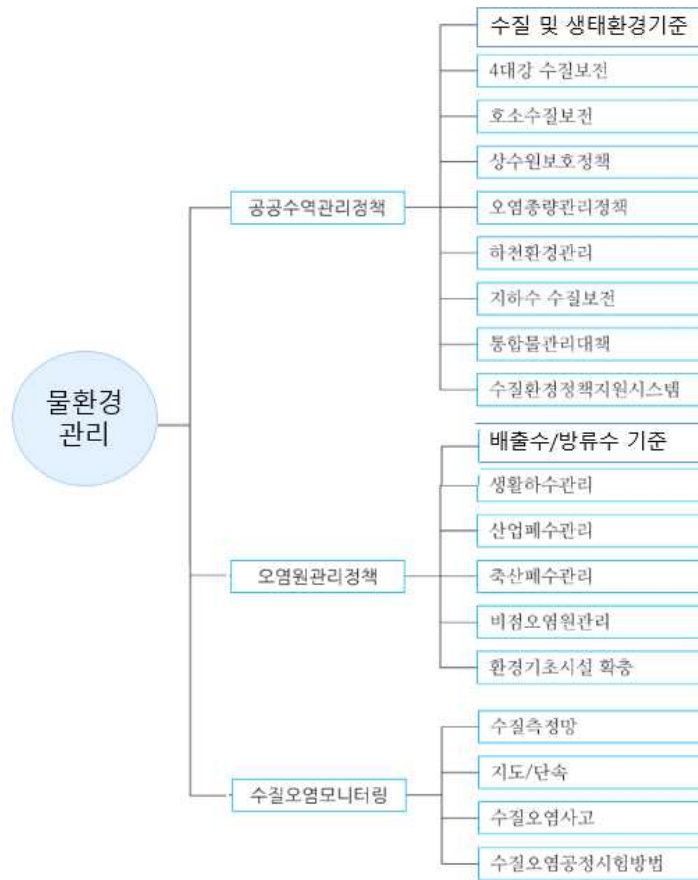 물환경
관리
공공수역관리정책
수질 및 생태환경기준
4대강 수질보전
호소수질보전
상수원보호정책
오염총량관리정책
하천환경관리
지하수 수질보전
통합물관리대책
수질환경정책지원시스템
오염원관리정책
배출수/방류수 기준
생활하수관리
산업폐수관리
축산폐수관리
비점오염원관리
환경기초시설 확충
수질오염모니터링
수질측정망
지도/단속
수질오염사고
수질오염공정시험방법